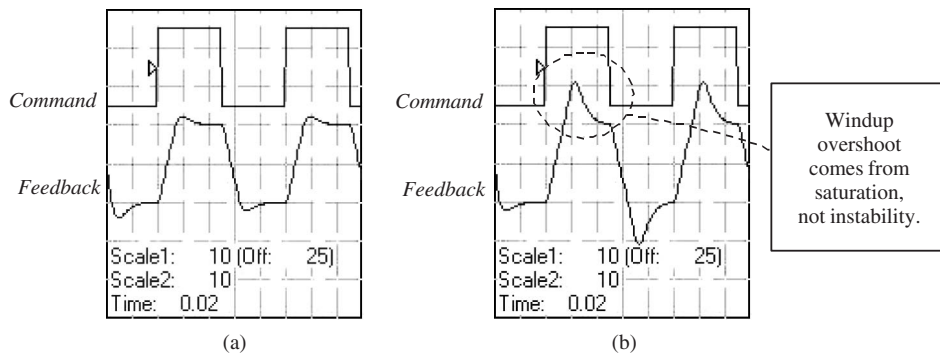 Command
Feedback
Scale1: 10 (Off: 25)
Scale2: 10
Time: 0.02
(a)
Command
Feedback
Scale1: 10 (Off: 25)
Scale2: 10
Time: 0.02
(b)
Windup
overshoot
comes from
saturation,
not instability.